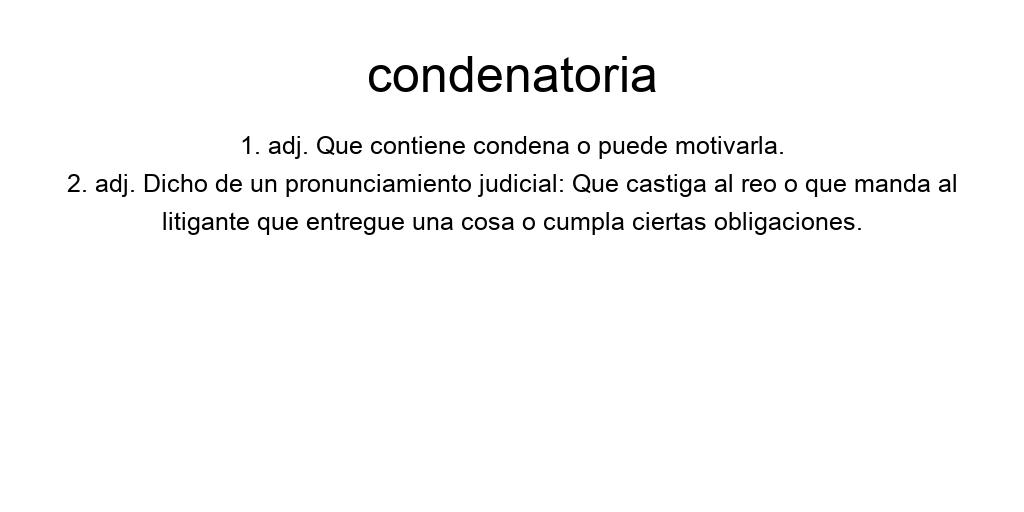 condenatoria
1. adj. Que contiene condena o puede motivarla.
2. adj. Dicho de un pronunciamiento judicial: Que castiga al reo o que manda al
litigante que entregue una cosa o cumpla ciertas obligaciones.